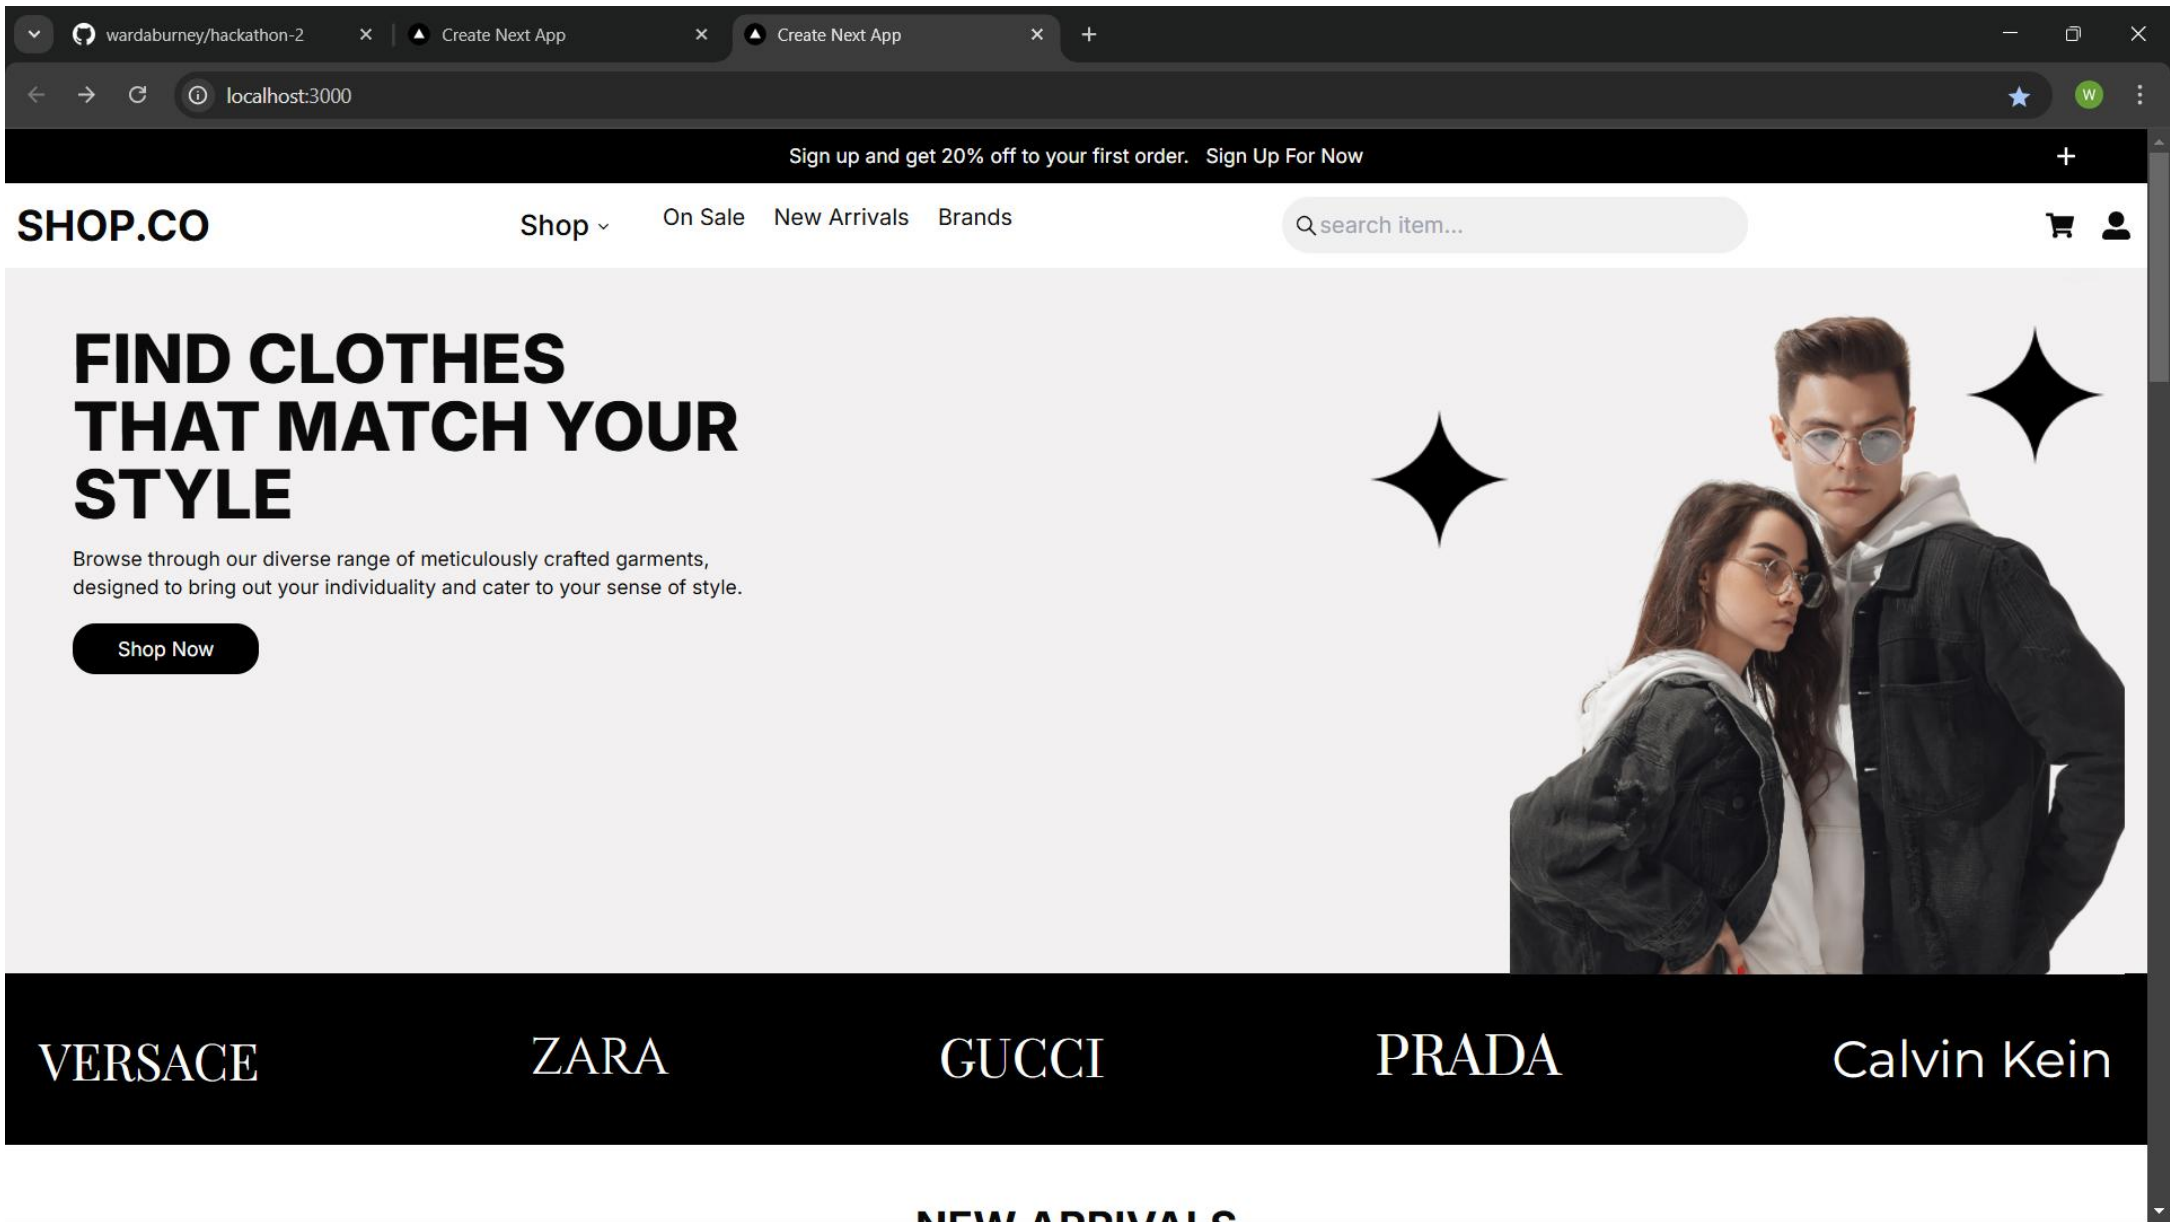 wardaburney/hackathon-2
Create Next App
Create Next App
localhost:3000
W
Sign up and get 20% off to your first order. Sign Up For Now
SHOP.CO
Shop
On Sale
New Arrivals
Brands
search item...
FIND CLOTHES
THAT MATCH YOUR
STYLE
Browse through our diverse range of meticulously crafted garments,
designed to bring out your individuality and cater to your sense of style.
Shop Now
VERSACE
ZARA
GUCCI
PRADA
Calvin Kein
NEW ARRIVALS